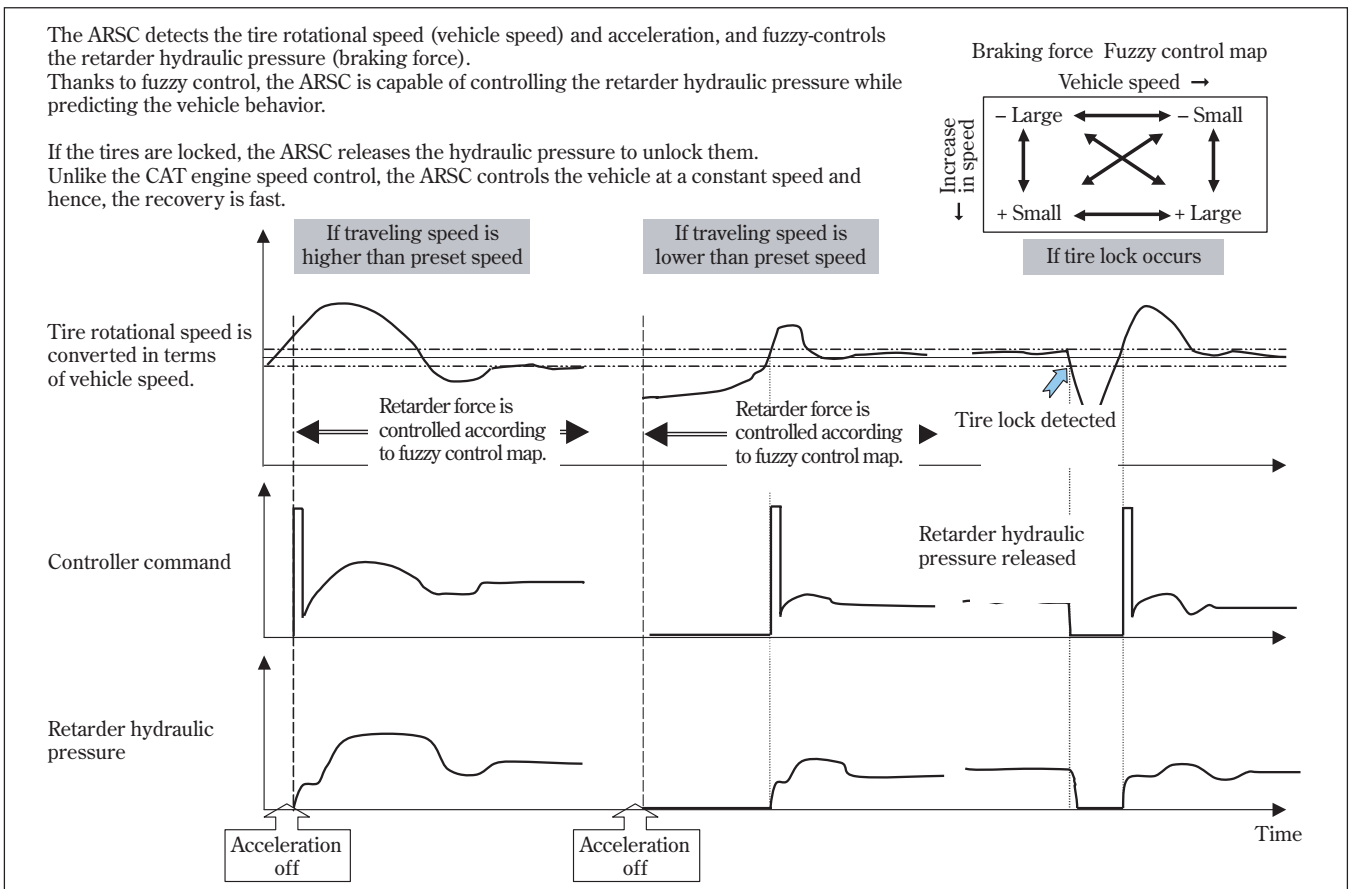 The ARSC detects the tire rotational speed (vehicle speed) and acceleration, and fuzzy-controls
the retarder hydraulic pressure (braking force).
Thanks to fuzzy control, the ARSC is capable of controlling the retarder hydraulic pressure while
predicting the vehicle behavior.
If the tires are locked, the ARSC releases the hydraulic pressure to unlock them.
Unlike the CAT engine speed control, the ARSC controls the vehicle at a constant speed and
hence, the recovery is fast.
Braking force Fuzzy control map
Vehicle speed →
Increase
in speed
→
– Large
– Small
+ Small
+ Large
If traveling speed is
higher than preset speed
If traveling speed is
lower than preset speed
If tire lock occurs
Tire rotational speed is
converted in terms
of vehicle speed.
Retarder force is
controlled according
to fuzzy control map.
Retarder force is
controlled according
to fuzzy control map.
Tire lock detected
Controller command
Retarder hydraulic
pressure released
Retarder hydraulic
pressure
Time
Acceleration
off
Acceleration
off